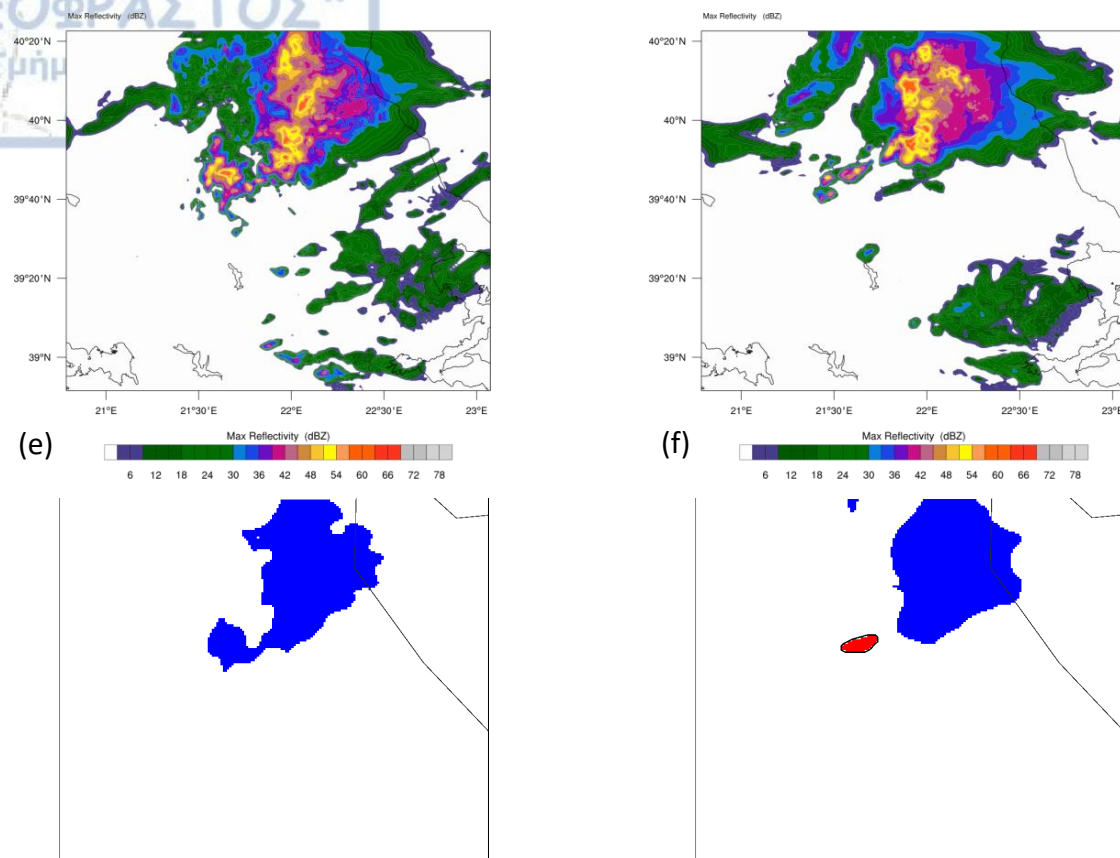 ΕΟΦΡΑΣΤΟΣ"
Max Reflectivity (dBZ)
40°20'N
40°N
39°40'N
39°20'N
39°N
21°E 21°30'E 22°E 22°30'E 23°E
(e)
Max Reflectivity (dBZ)
6 12 18 24 30 36 42 48 54 60 66 72 78
Max Reflectivity (dBZ)
40°20'N
40°N
39°40'N
39°20'N
39°N
21°E 21°30'E 22°E 22°30'E 23°E
(f)
Max Reflectivity (dBZ)
6 12 18 24 30 36 42 48 54 60 66 72 78